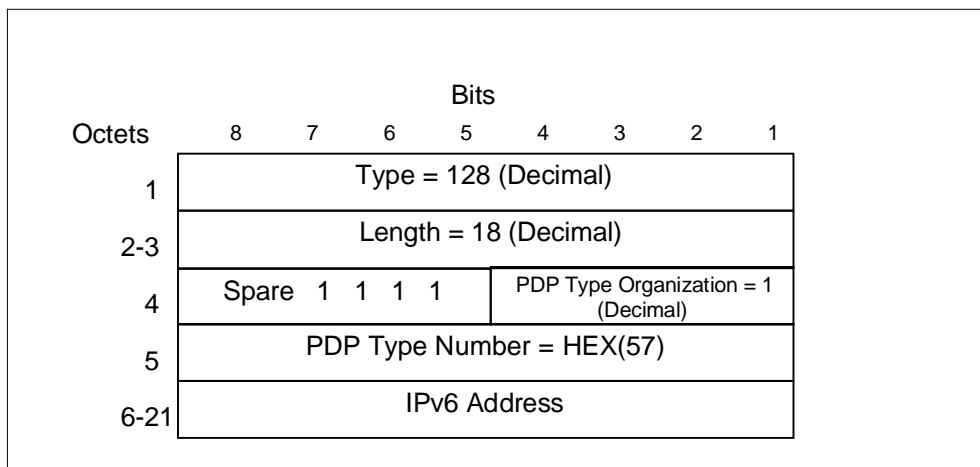 Bits
Octets 8 7 6 5 4 3 2 1
1 Type = 128 (Decimal)
2-3 Length = 18 (Decimal)
4 Spare 1 1 1 1 PDP Type Organization = 1
(Decimal)
5 PDP Type Number = HEX(57)
6-21 IPv6 Address